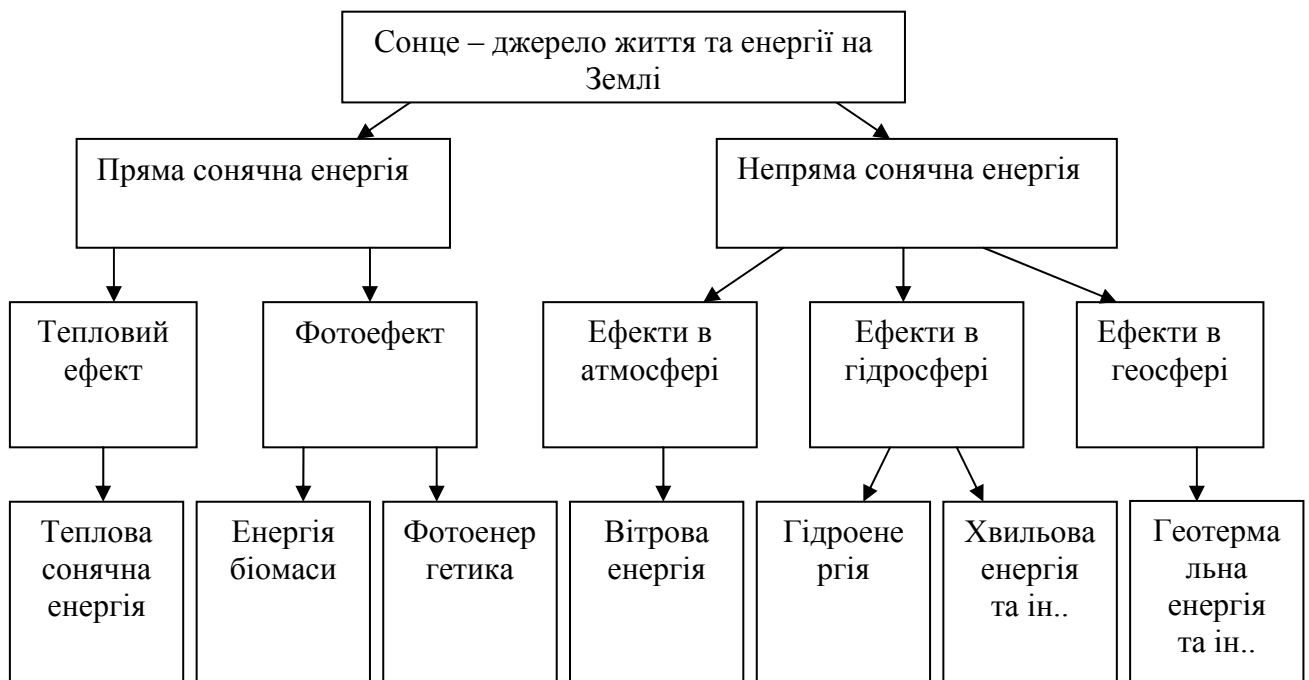 Сонце – джерело життя та енергії на
Землі
Пряма сонячна енергія
Непряма сонячна енергія
Тепловий
ефект
Фотоефект
Ефекти в
атмосфері
Ефекти в
гідросфері
Ефекти в
геосфері
Теплова
сонячна
енергія
Енергія
біомаси
Фотоенер
гетика
Вітрова
енергія
Гідроене
ргія
Хвильова
енергія
та ін..
Геотерма
льна
енергія
та ін..